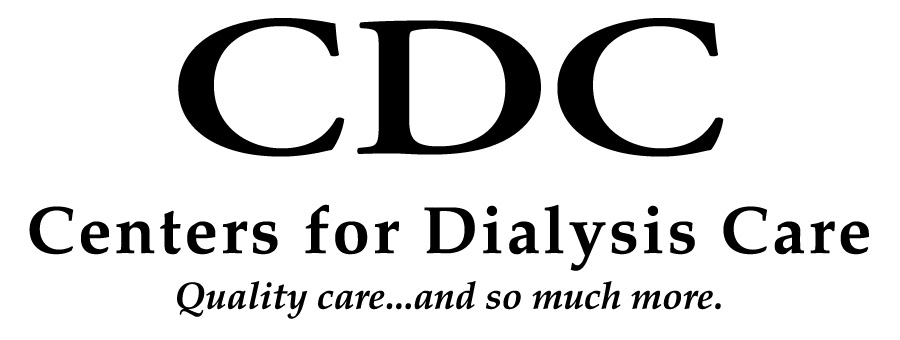 CDC
Centers for Dialysis Care
Quality care...and so much more.